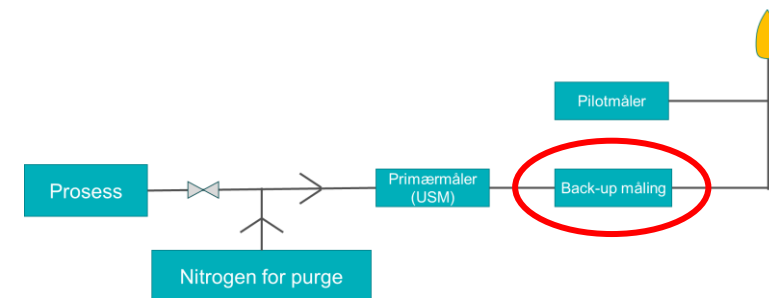 Pilotmåler
Prosess
Primærmåler
(USM)
Back-up måling
Nitrogen for purge